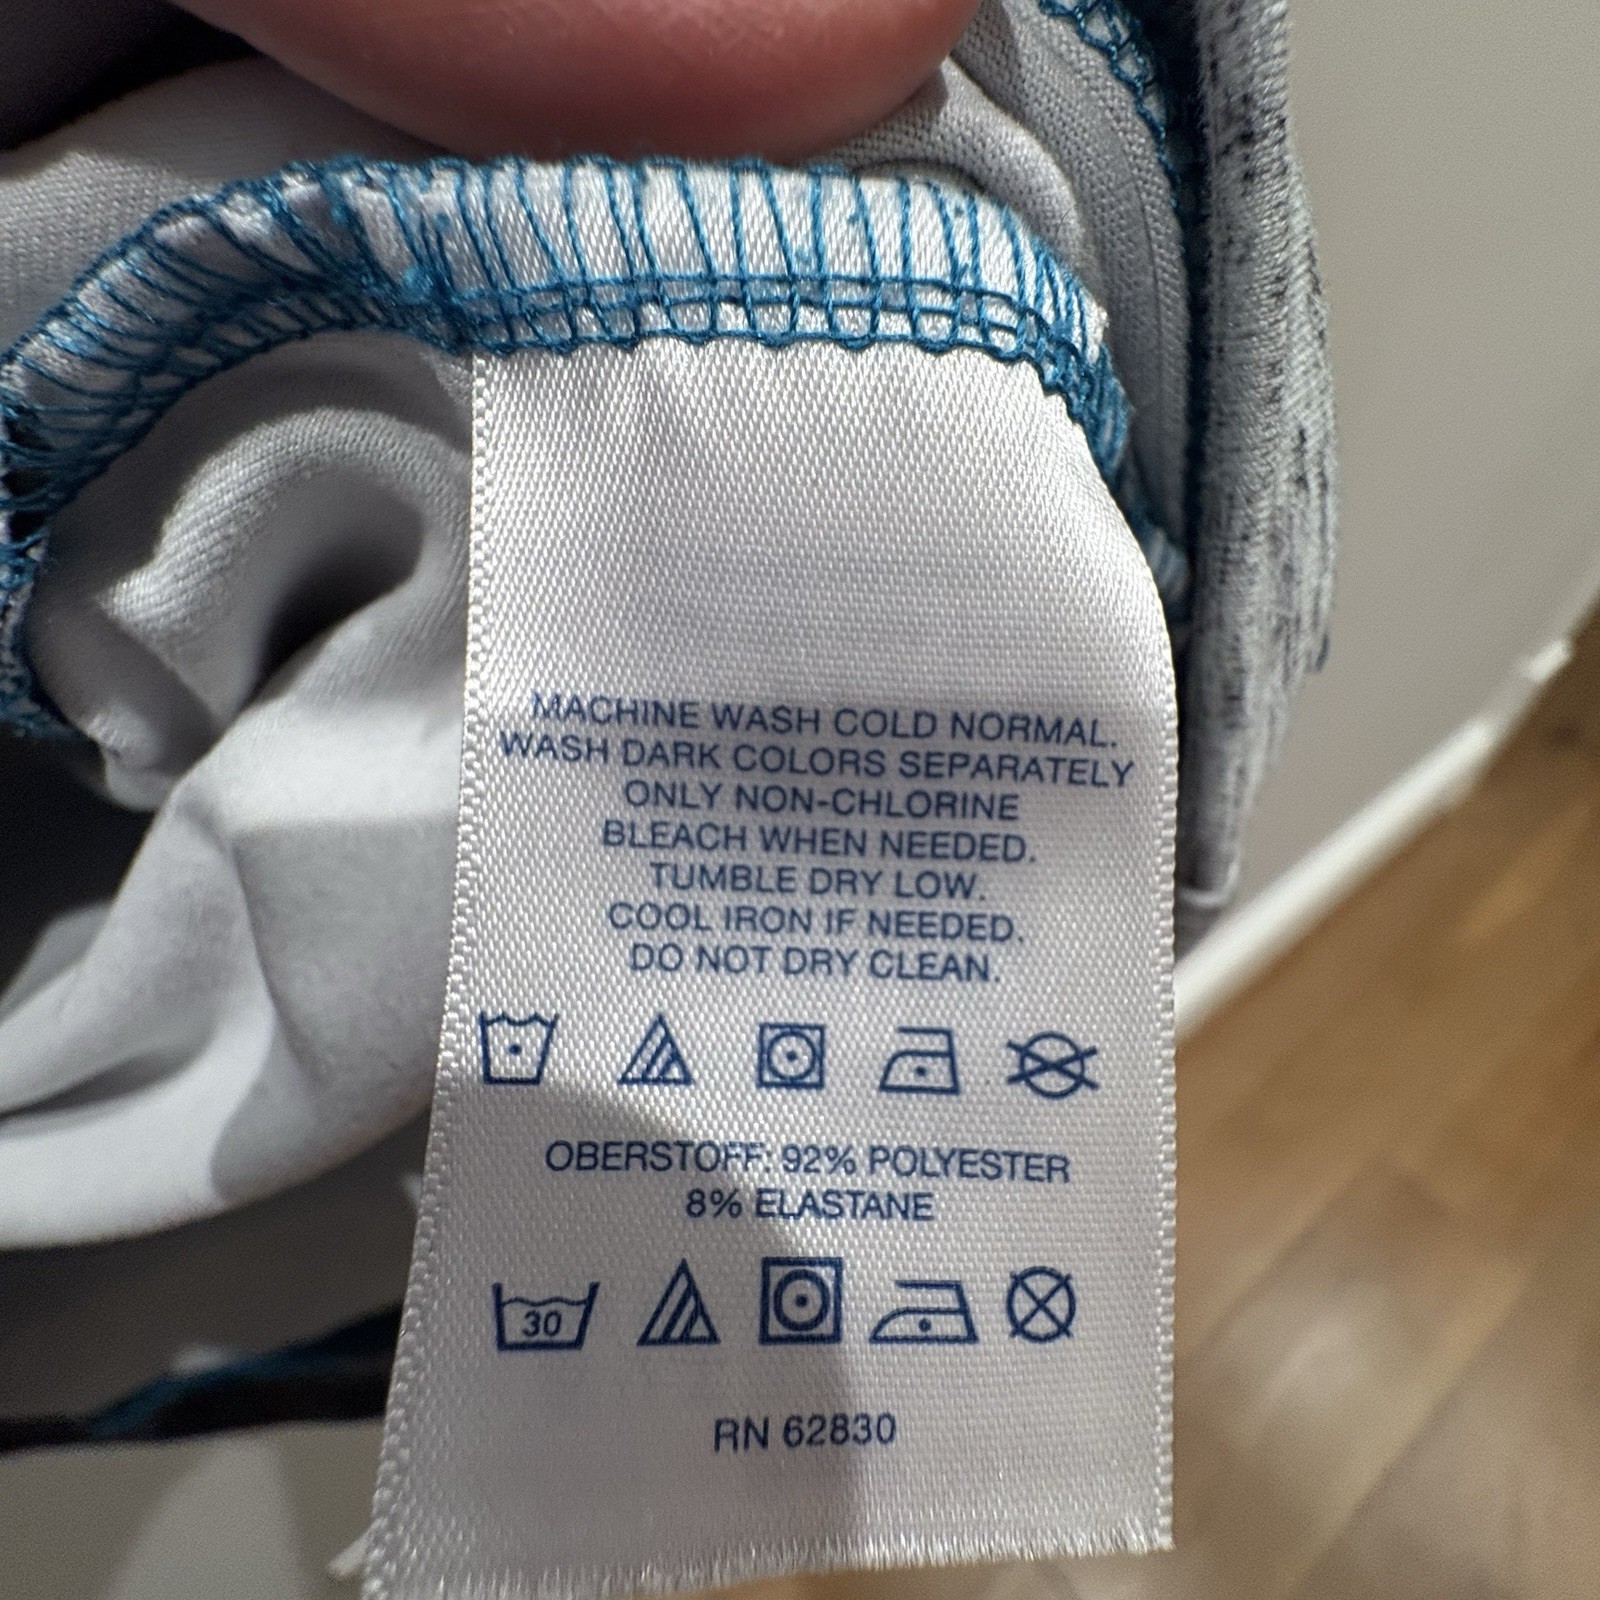 MACHINE WASH COLD NORMAL.
WASH DARK COLORS SEPARATELY
ONLY NON-CHLORINE
BLEACH WHEN NEEDED.
TUMBLE DRY LOW.
COOL IRON IF NEEDED.
DO NOT DRY CLEAN.
OBERSTOFF: 92% POLYESTER
8% ELASTANE
30
RN 62830